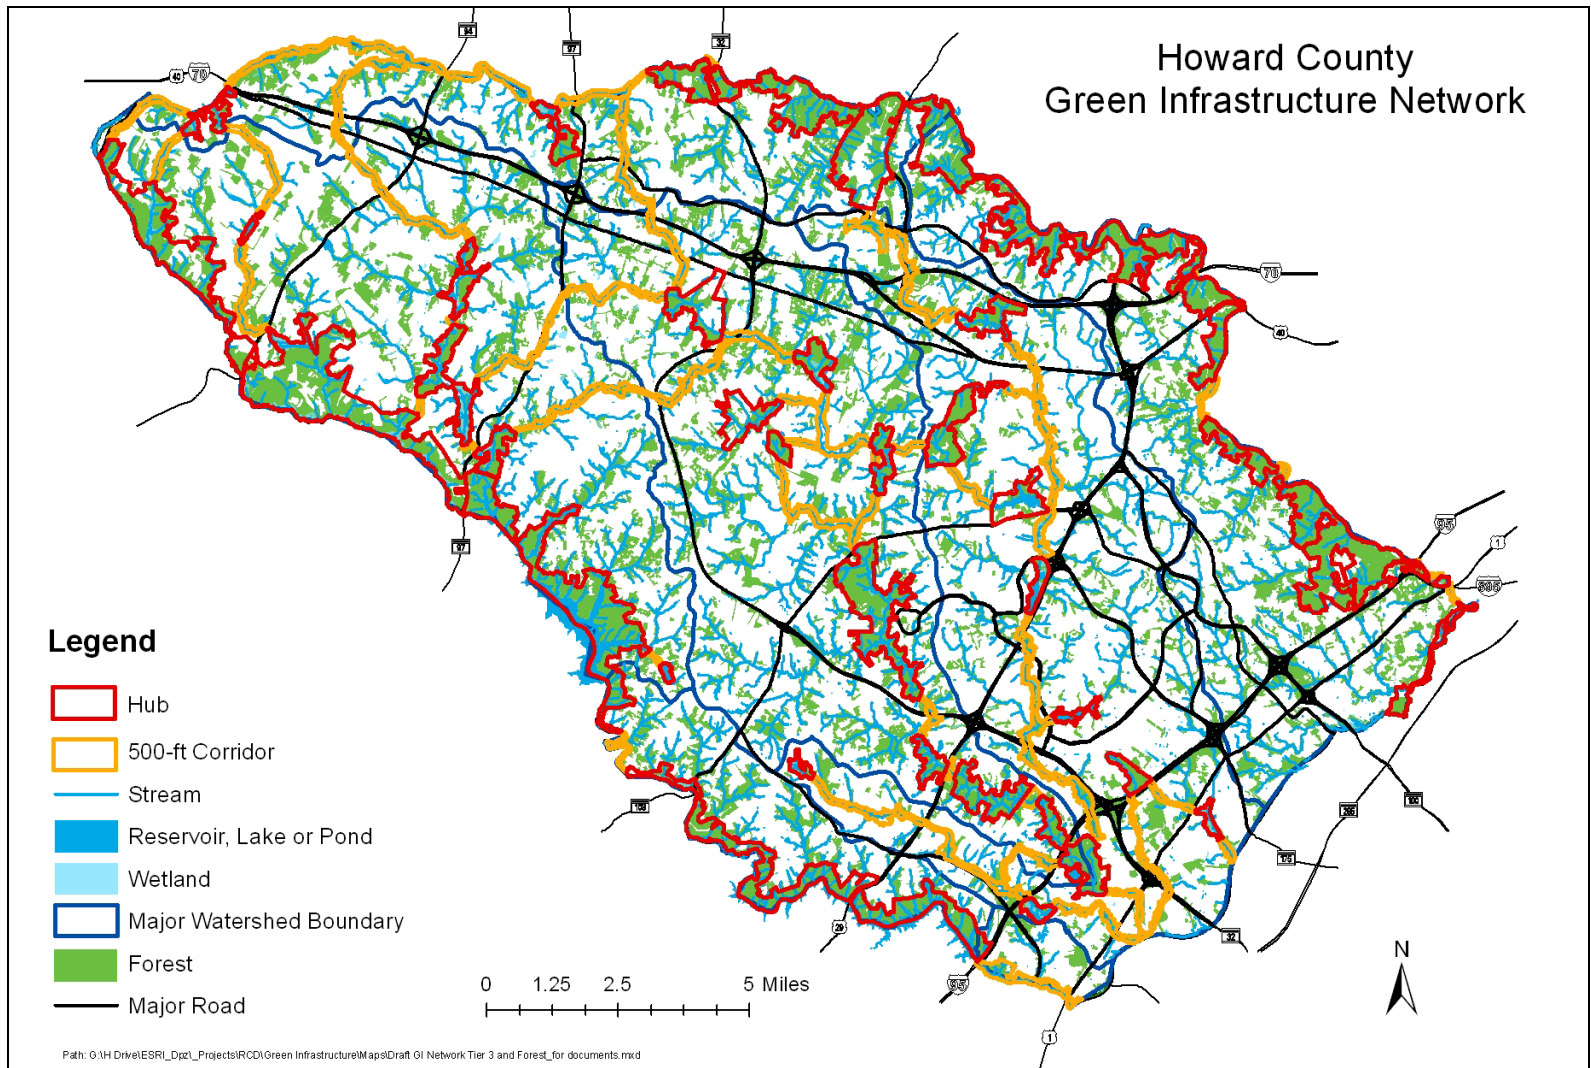 Howard County
Green Infrastructure Network
94
97
32
40
70
70
40
95
1
895
97
Legend
Hub
500-ft Corridor
Stream
Reservoir, Lake or Pond
Wetland
Major Watershed Boundary
Forest
Major Road
108
100
295
175
32
29
95
1
N
0 1.25 2.5 5 Miles
Path: G:\H Drive\ESRI_Dpz\_Projects\RCD\Green Infrastructure\Maps\Draft GI Network Tier 3 and Forest_for documents.mxd